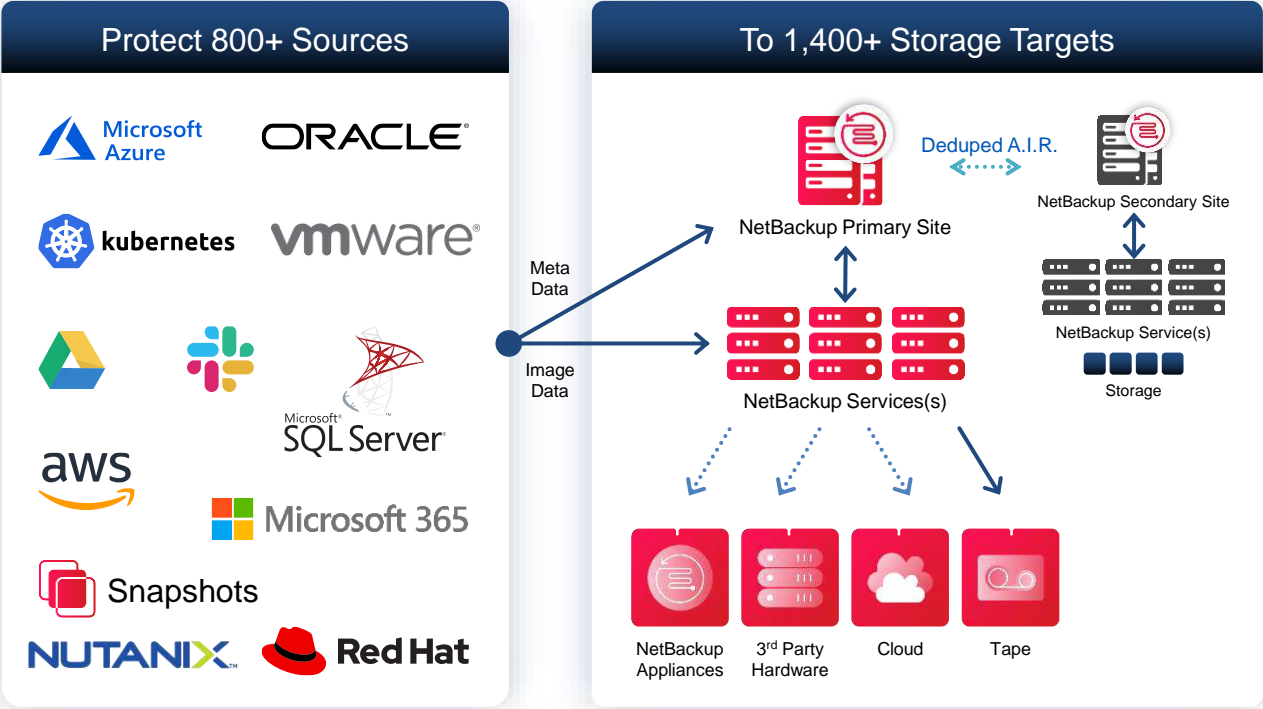 Protect 800+ Sources
Microsoft
Azure
ORACLE®
kubernetes
vmware®
Microsoft®
SQL Server®
aws
Microsoft 365
Snapshots
NUTANIX™
Red Hat
Meta
Data
Image
Data
To 1,400+ Storage Targets
Deduped A.I.R.
NetBackup Primary Site
NetBackup Secondary Site
NetBackup Services(s)
NetBackup Service(s)
Storage
NetBackup
Appliances
3rd Party
Hardware
Cloud
Tape